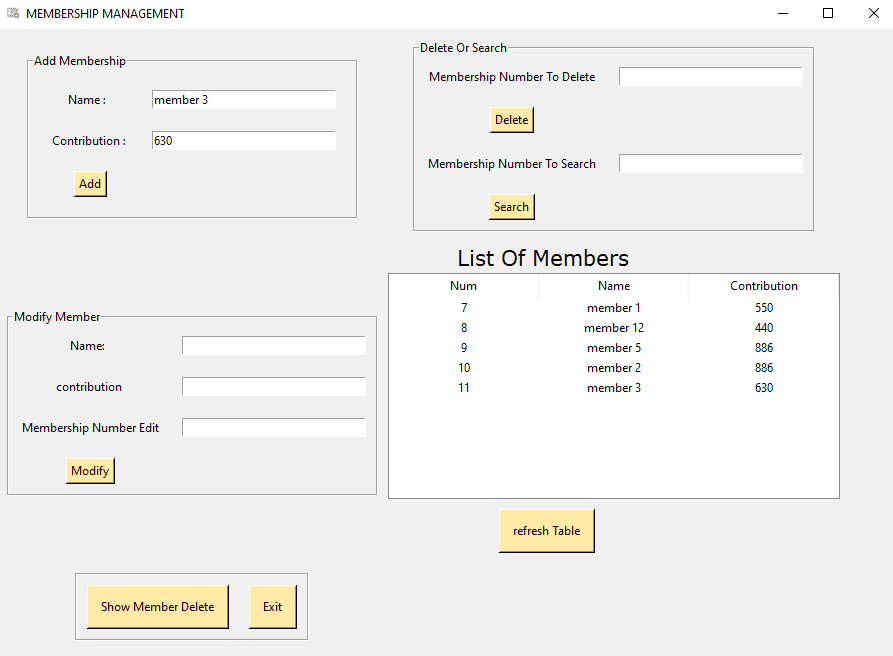 MEMBERSHIP MANAGEMENT
Add Membership
Name : member 3
Contribution : 630
Add
Delete Or Search
Membership Number To Delete
Delete
Membership Number To Search
Search
List Of Members
Num Name Contribution
7 member 1 550
8 member 12 440
9 member 5 886
10 member 2 886
11 member 3 630
refresh Table
Modify Member
Name:
contribution
Membership Number Edit
Modify
Show Member Delete Exit